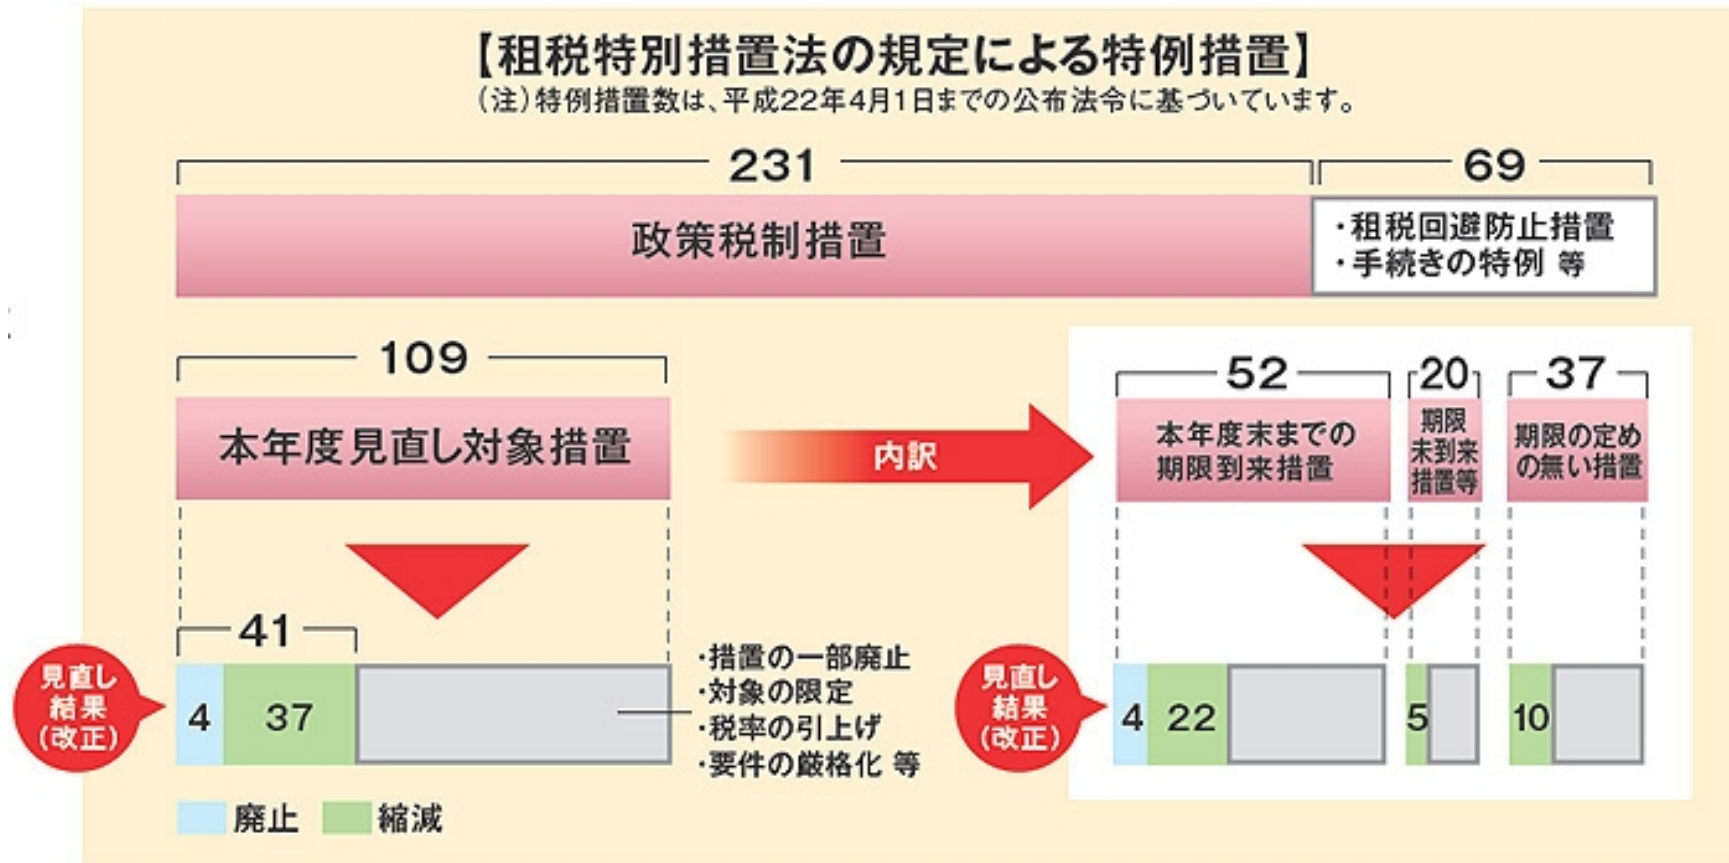 【租税特別措置法の規定による特例措置】
（注）特例措置数は、平成22年4月1日までの公布法令に基づいています。
231
69
政策税制措置
・租税回避防止措置
・手続きの特例 等
109
本年度見直し対象措置
内訳
52
20
37
本年度末までの
期限到来措置
期限
未到来
措置等
期限の定め
の無い措置
41
見直し
結果
(改正)
4
37
・措置の一部廃止
・対象の限定
・税率の引上げ
・要件の厳格化 等
見直し
結果
(改正)
4
22
5
10
廃止
縮減